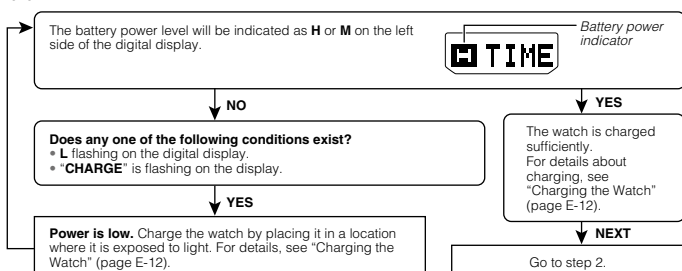 The battery power level will be indicated as H or M on the left
side of the digital display.
Battery power
indicator
H TIME
NO
YES
Does any one of the following conditions exist?
• L flashing on the digital display.
• “CHARGE” is flashing on the display.
The watch is charged
sufficiently.
For details about
charging, see
“Charging the Watch”
(page E-12).
YES
NEXT
Power is low. Charge the watch by placing it in a location
where it is exposed to light. For details, see “Charging the
Watch” (page E-12).
Go to step 2.